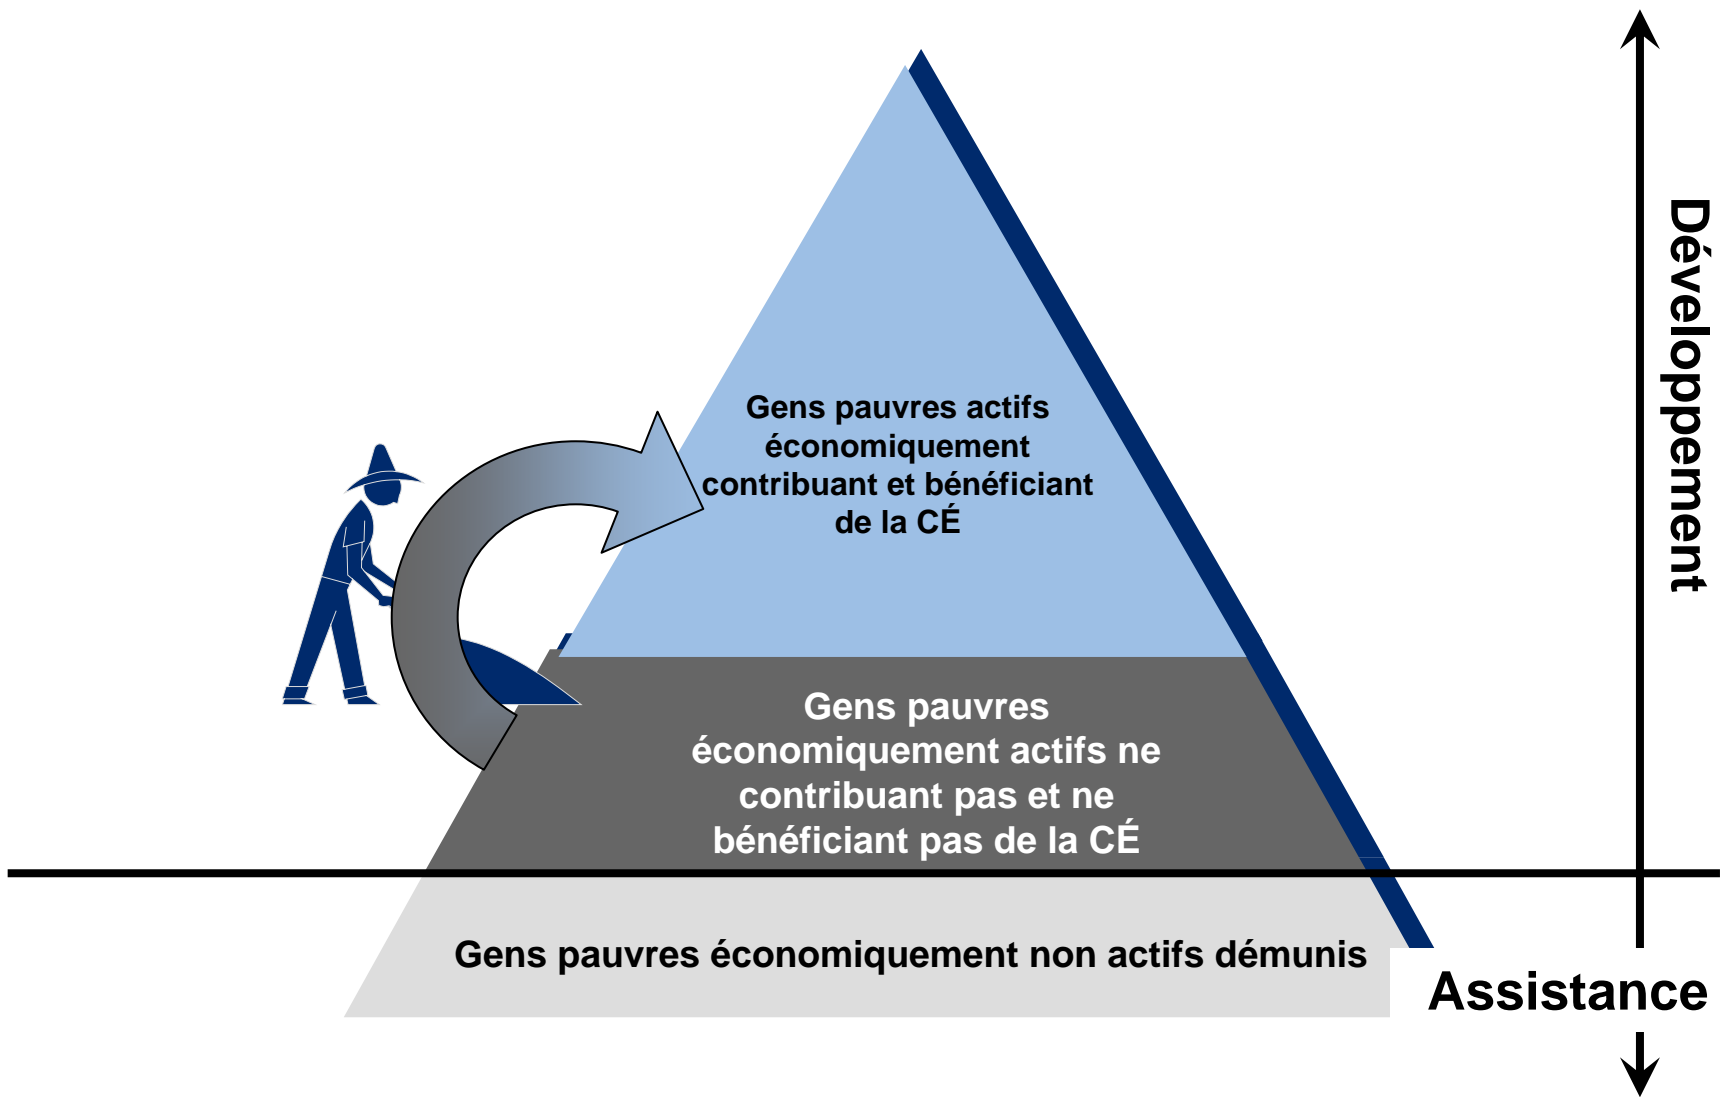 Gens pauvres actifs
économiquement
contribuant et bénéficiant
de la CÉ
Gens pauvres
économiquement actifs ne
contribuant pas et ne
bénéficiant pas de la CÉ
Gens pauvres économiquement non actifs démunis
Développement
Assistance